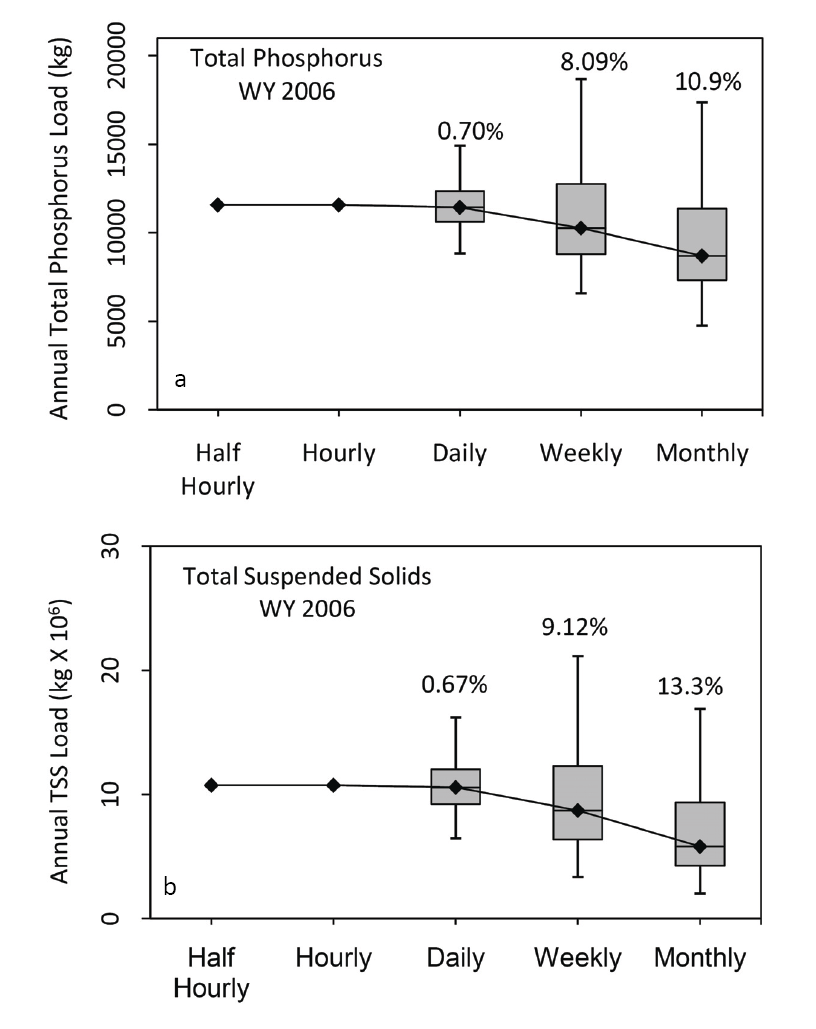 Total Phosphorus
WY 2006
Annual Total Phosphorus Load (kg)
20000
15000
10000
5000
0
0.70%
8.09%
10.9%
a
Half
Hourly
Hourly
Daily
Weekly
Monthly
Total Suspended Solids
WY 2006
Annual TSS Load (kg X 10⁶)
30
20
10
0
0.67%
9.12%
13.3%
b
Half
Hourly
Hourly
Daily
Weekly
Monthly